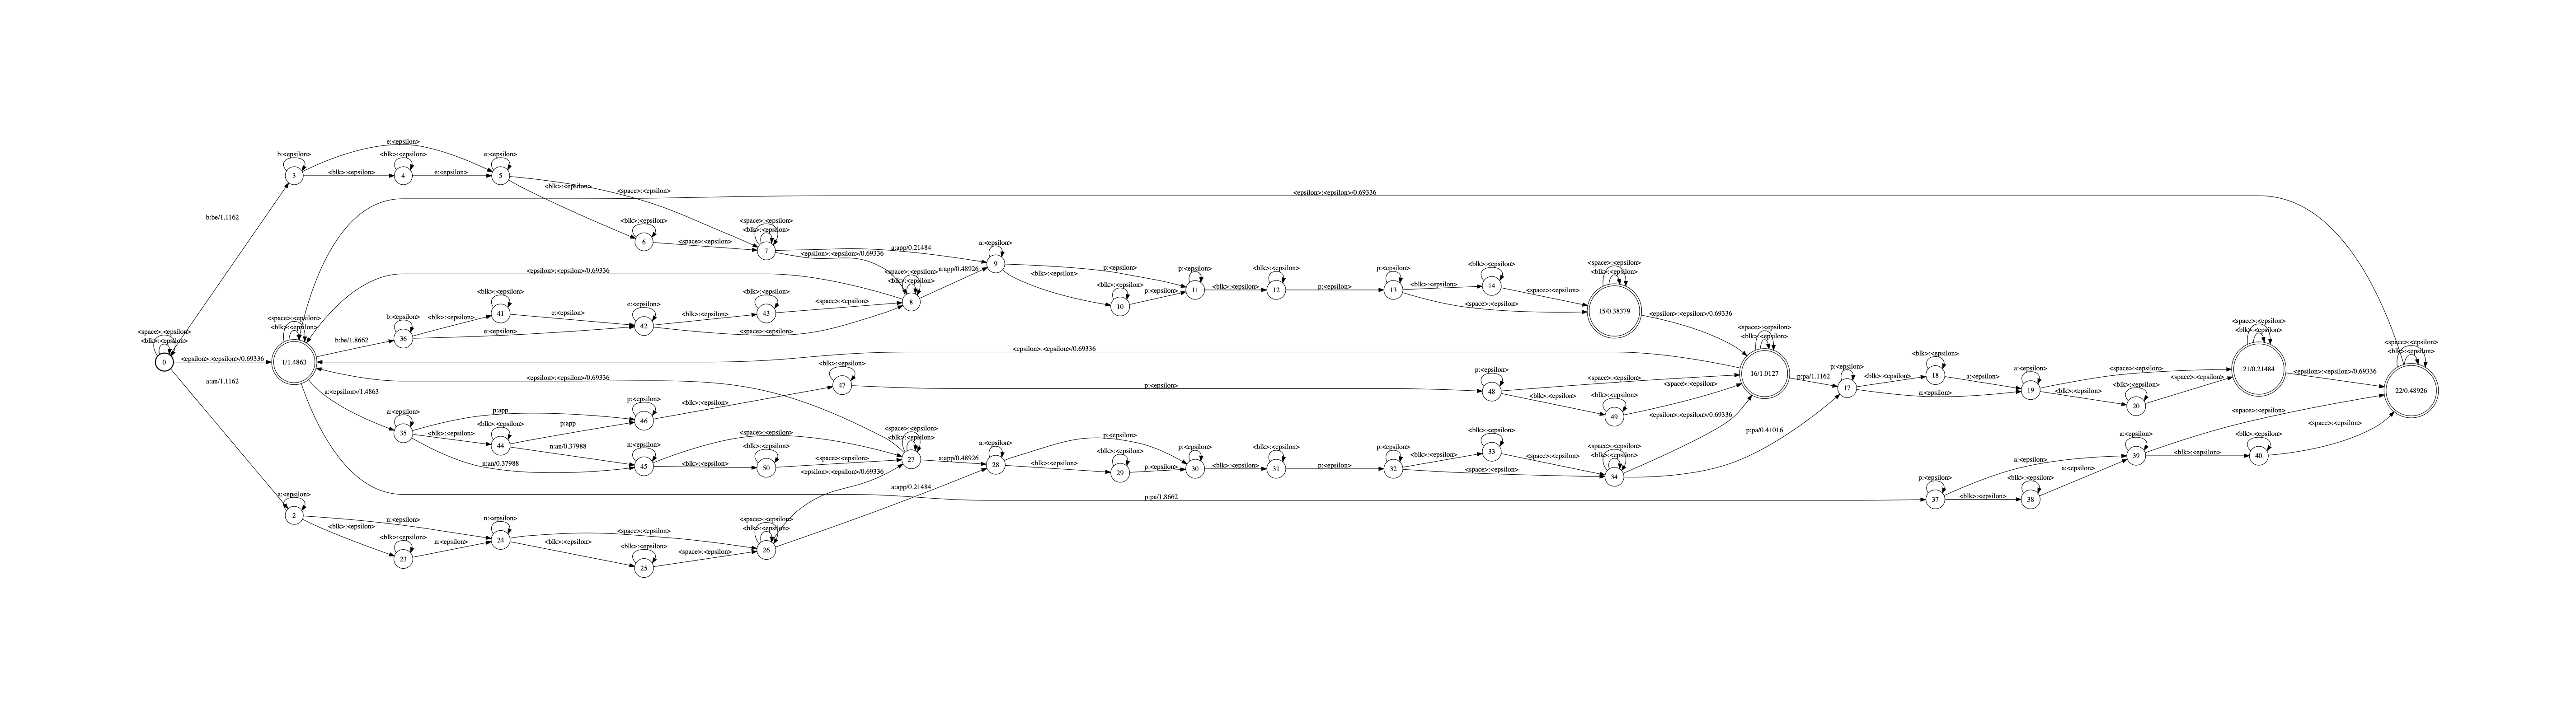 e:<epsilon>
b:<epsilon>
<blk>:<epsilon>
e:<epsilon>
3
<blk>:<epsilon>
4
e:<epsilon>
5
<blk>:<epsilon>
<space>:<epsilon>
<epsilon>:<epsilon>/0.69336
b:be/1.1162
<blk>:<epsilon>
6
<space>:<epsilon>
<space>:<epsilon>
<blk>:<epsilon>
7
a:app/0.21484
<epsilon>:<epsilon>/0.69336
a:<epsilon>
9
p:<epsilon>
<blk>:<epsilon>
<epsilon>:<epsilon>/0.69336
<space>:<epsilon>
<blk>:<epsilon>
8
a:app/0.48926
<blk>:<epsilon>
10
p:<epsilon>
p:<epsilon>
11
<blk>:<epsilon>
<blk>:<epsilon>
12
p:<epsilon>
p:<epsilon>
13
<blk>:<epsilon>
<blk>:<epsilon>
14
<space>:<epsilon>
<space>:<epsilon>
<space>:<epsilon>
<blk>:<epsilon>
15/0.38379
<epsilon>:<epsilon>/0.69336
<blk>:<epsilon>
41
<blk>:<epsilon>
e:<epsilon>
e:<epsilon>
42
<blk>:<epsilon>
<blk>:<epsilon>
43
<space>:<epsilon>
<space>:<epsilon>
b:<epsilon>
36
e:<epsilon>
b:be/1.8662
<space>:<epsilon>
<blk>:<epsilon>
0
<epsilon>:<epsilon>/0.69336
<space>:<epsilon>
<blk>:<epsilon>
1/1.4863
<epsilon>:<epsilon>/0.69336
<space>:<epsilon>
<blk>:<epsilon>
16/1.0127
p:pa/1.1162
p:<epsilon>
17
<blk>:<epsilon>
<blk>:<epsilon>
18
a:<epsilon>
a:<epsilon>
a:<epsilon>
19
<space>:<epsilon>
<blk>:<epsilon>
<blk>:<epsilon>
20
<space>:<epsilon>
<space>:<epsilon>
<blk>:<epsilon>
21/0.21484
<epsilon>:<epsilon>/0.69336
<space>:<epsilon>
<blk>:<epsilon>
22/0.48926
a:an/1.1162
<epsilon>:<epsilon>/0.69336
<blk>:<epsilon>
47
p:<epsilon>
p:<epsilon>
48
<space>:<epsilon>
<blk>:<epsilon>
<blk>:<epsilon>
49
<space>:<epsilon>
<epsilon>:<epsilon>/0.69336
a:<epsilon>/1.4863
a:<epsilon>
35
p:app
<blk>:<epsilon>
<blk>:<epsilon>
44
p:app
n:an/0.37988
n:an/0.37988
p:<epsilon>
46
<blk>:<epsilon>
n:<epsilon>
45
<space>:<epsilon>
<blk>:<epsilon>
<blk>:<epsilon>
50
<space>:<epsilon>
<epsilon>:<epsilon>/0.69336
<space>:<epsilon>
<blk>:<epsilon>
27
a:app/0.48926
a:<epsilon>
28
p:<epsilon>
<blk>:<epsilon>
<blk>:<epsilon>
29
p:<epsilon>
p:<epsilon>
30
<blk>:<epsilon>
<blk>:<epsilon>
31
p:<epsilon>
p:<epsilon>
32
<blk>:<epsilon>
<space>:<epsilon>
<blk>:<epsilon>
33
<space>:<epsilon>
<space>:<epsilon>
<blk>:<epsilon>
34
p:pa/0.41016
a:app/0.21484
p:pa/1.8662
p:<epsilon>
37
a:<epsilon>
<blk>:<epsilon>
<blk>:<epsilon>
38
a:<epsilon>
a:<epsilon>
39
<space>:<epsilon>
<blk>:<epsilon>
<blk>:<epsilon>
40
<space>:<epsilon>
a:<epsilon>
2
n:<epsilon>
<blk>:<epsilon>
<blk>:<epsilon>
23
n:<epsilon>
n:<epsilon>
24
<space>:<epsilon>
<blk>:<epsilon>
<blk>:<epsilon>
25
<space>:<epsilon>
<space>:<epsilon>
<blk>:<epsilon>
26